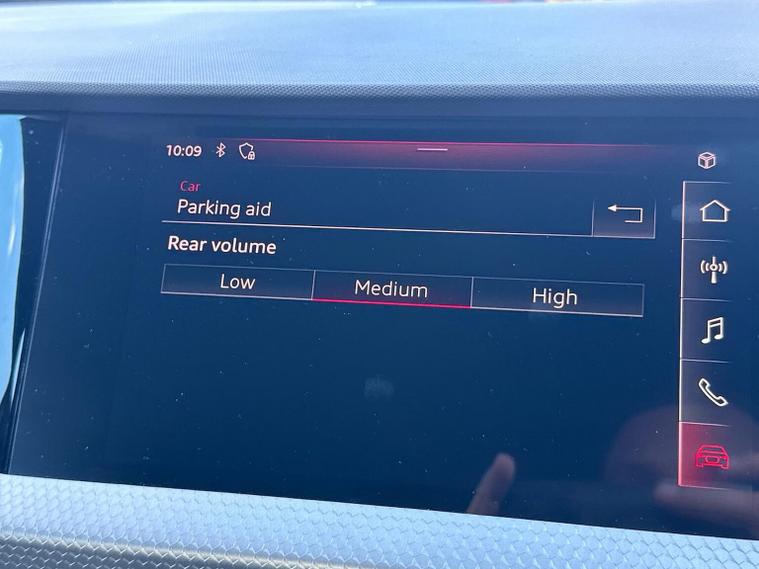 10:09
Car
Parking aid
Rear volume
Low Medium High